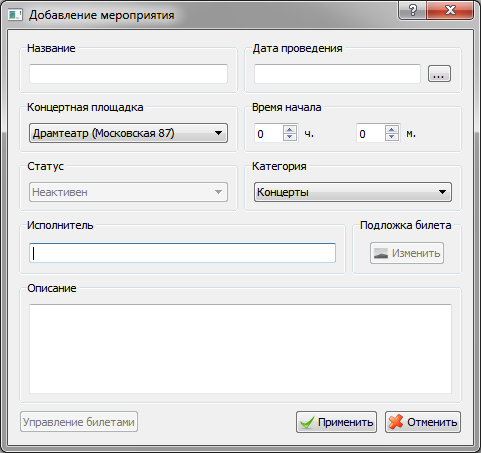 Добавление мероприятия
Название
Дата проведения
...
Концертная площадка
Время начала
Драмтеатр (Московская 87)
0 ч. 0 м.
Статус
Категория
Неактивен
Концерты
Исполнитель
Подложка билета
Изменить
Описание
Управление билетами
Применить
Отменить